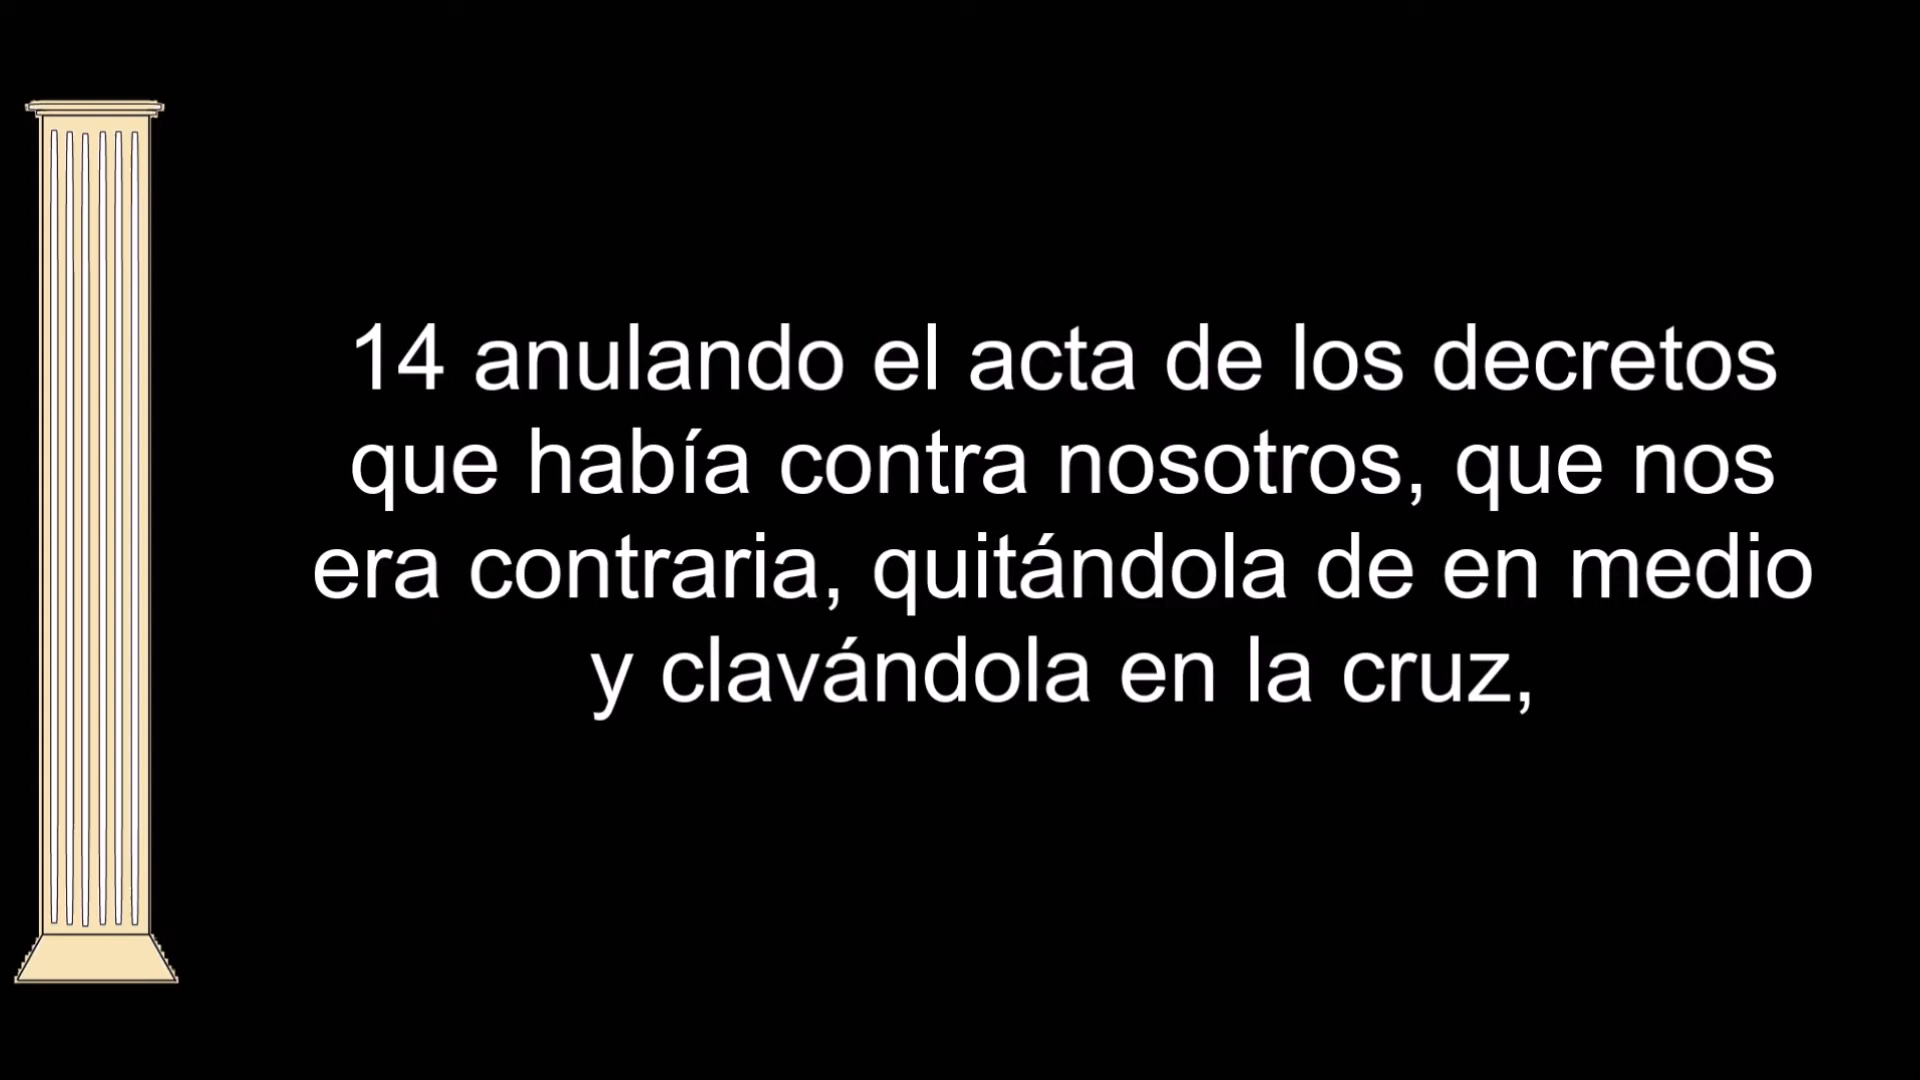 14 anulando el acta de los decretos
que había contra nosotros, que nos
era contraria, quitándola de en medio
y clavándola en la cruz,